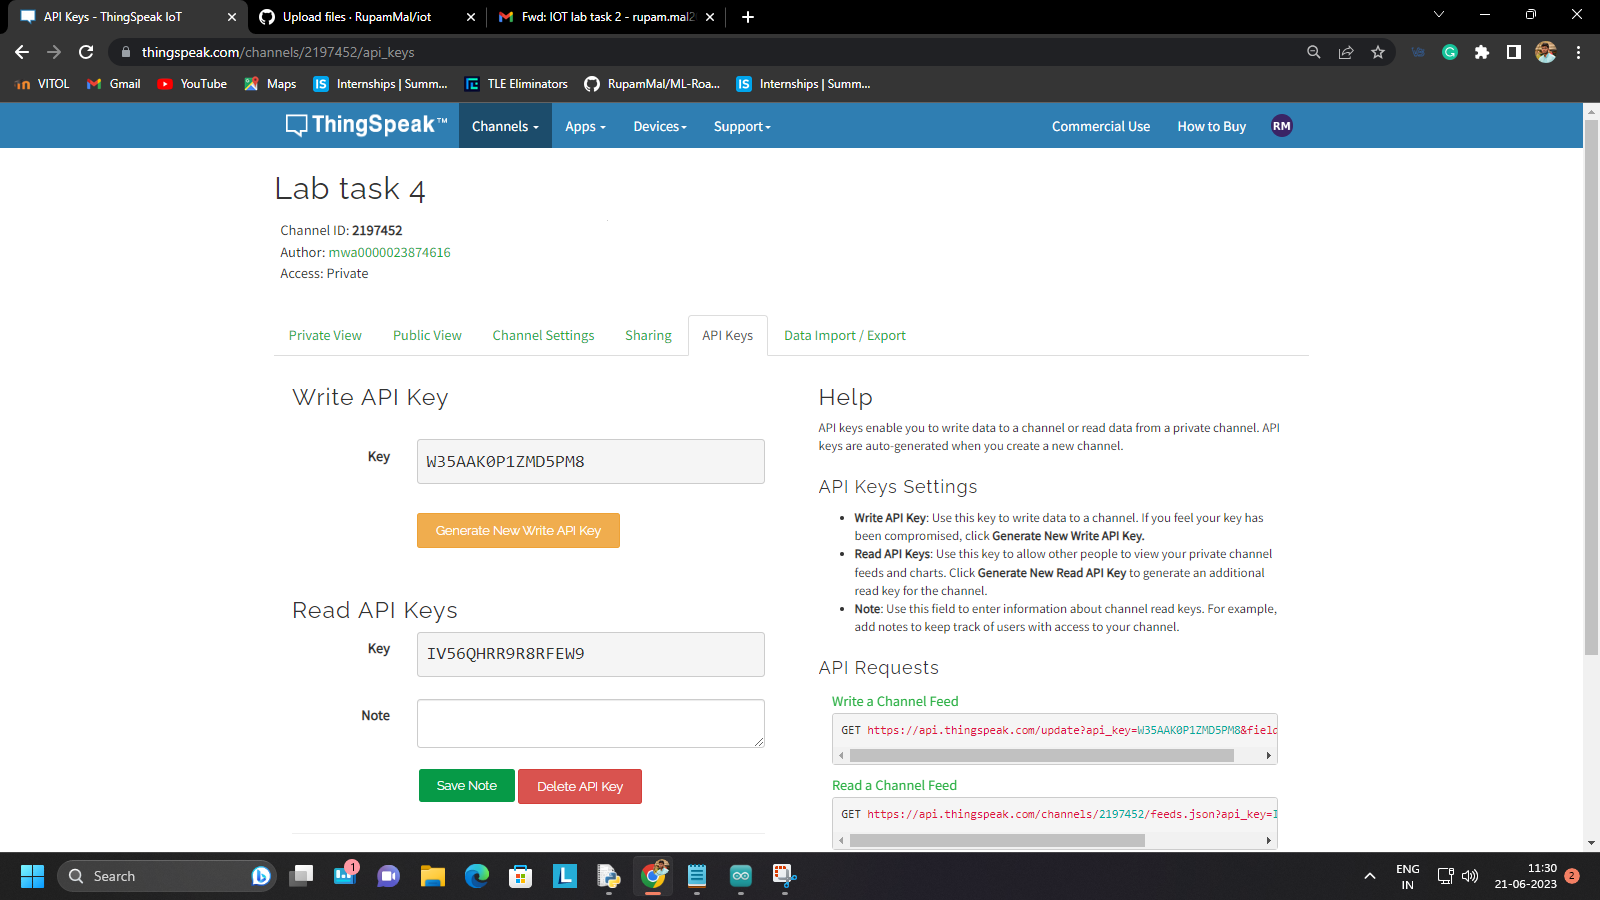 API Keys - ThingSpeak IoT
Upload files · RupamMal/iot
Fwd: IOT lab task 2 - rupam.mal2
thingspeak.com/channels/2197452/api_keys
VITOL
Gmail
YouTube
Maps
IS Internships | Summ...
TLE Eliminators
RupamMal/ML-Roa...
IS Internships | Summ...
ThingSpeak™
Channels
Apps
Devices
Support
Commercial Use
How to Buy
RM
Lab task 4
Channel ID: 2197452
Author: mwa0000023874616
Access: Private
Private View
Public View
Channel Settings
Sharing
API Keys
Data Import / Export
Write API Key
Key
W35AAK0P1ZMD5PM8
Generate New Write API Key
Read API Keys
Key
IV56QHRR9R8RFEW9
Note
Save Note
Delete API Key
Help
API keys enable you to write data to a channel or read data from a private channel. API
keys are auto-generated when you create a new channel.
API Keys Settings
• Write API Key: Use this key to write data to a channel. If you feel your key has
been compromised, click Generate New Write API Key.
• Read API Keys: Use this key to allow other people to view your private channel
feeds and charts. Click Generate New Read API Key to generate an additional
read key for the channel.
• Note: Use this field to enter information about channel read keys. For example,
add notes to keep track of users with access to your channel.
API Requests
Write a Channel Feed
GET https://api.thingspeak.com/update?api_key=W35AAK0P1ZMD5PM8&field
Read a Channel Feed
GET https://api.thingspeak.com/channels/2197452/feeds.json?api_key=I
Search
1
L
ENG
IN
11:30
21-06-2023
2